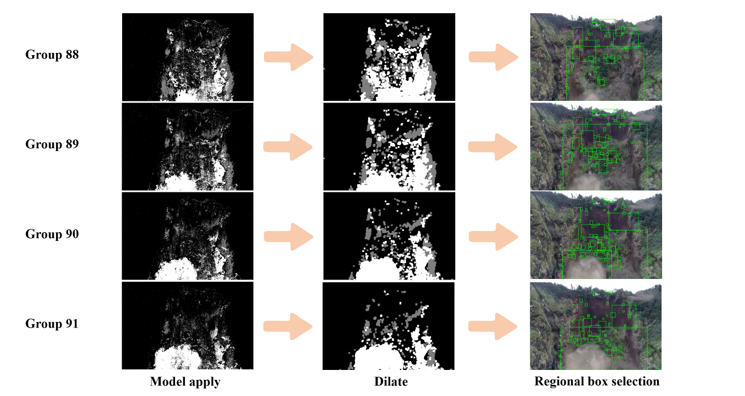 Group 88
Group 89
Group 90
Group 91
Model apply
Dilate
Regional box selection